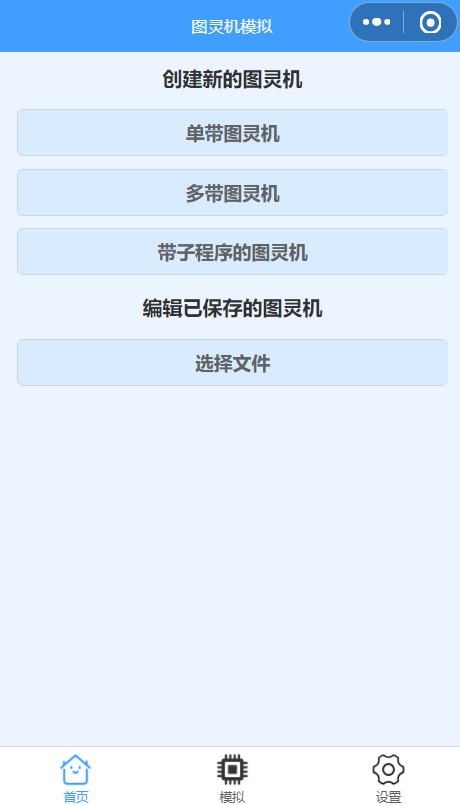 图灵机模拟
创建新的图灵机
单带图灵机
多带图灵机
带子程序的图灵机
编辑已保存的图灵机
选择文件
首页
模拟
设置